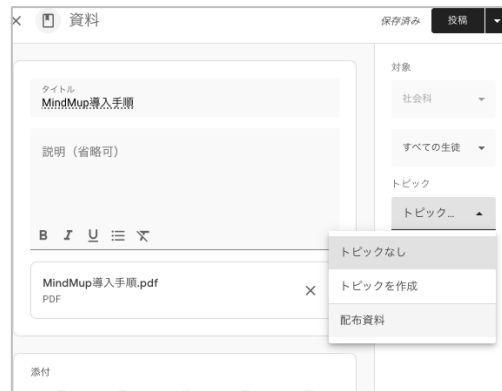 資料
保存済み
投稿
タイトル
MindMup導入手順
説明（省略可）
B I U
MindMup導入手順.pdf
PDF
添付
対象
社会科
すべての生徒
トピック
トピック...
トピックなし
トピックを作成
配布資料